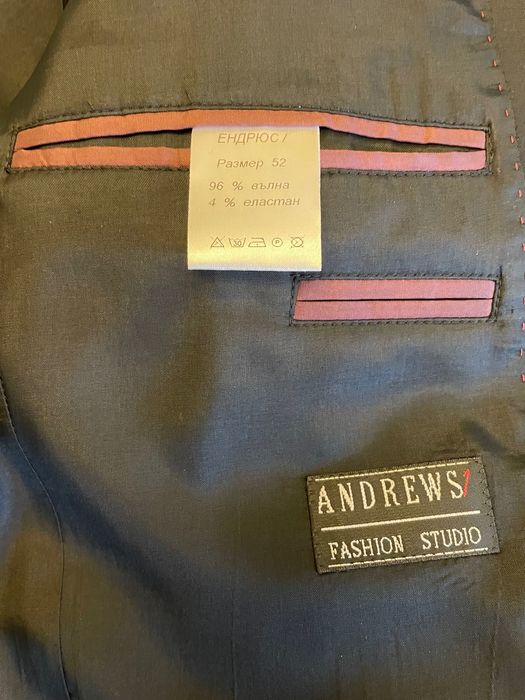 ЕНДРЮС /
Размер 52
96 % вълна
4 % еластан
ANDREWS/
FASHION STUDIO